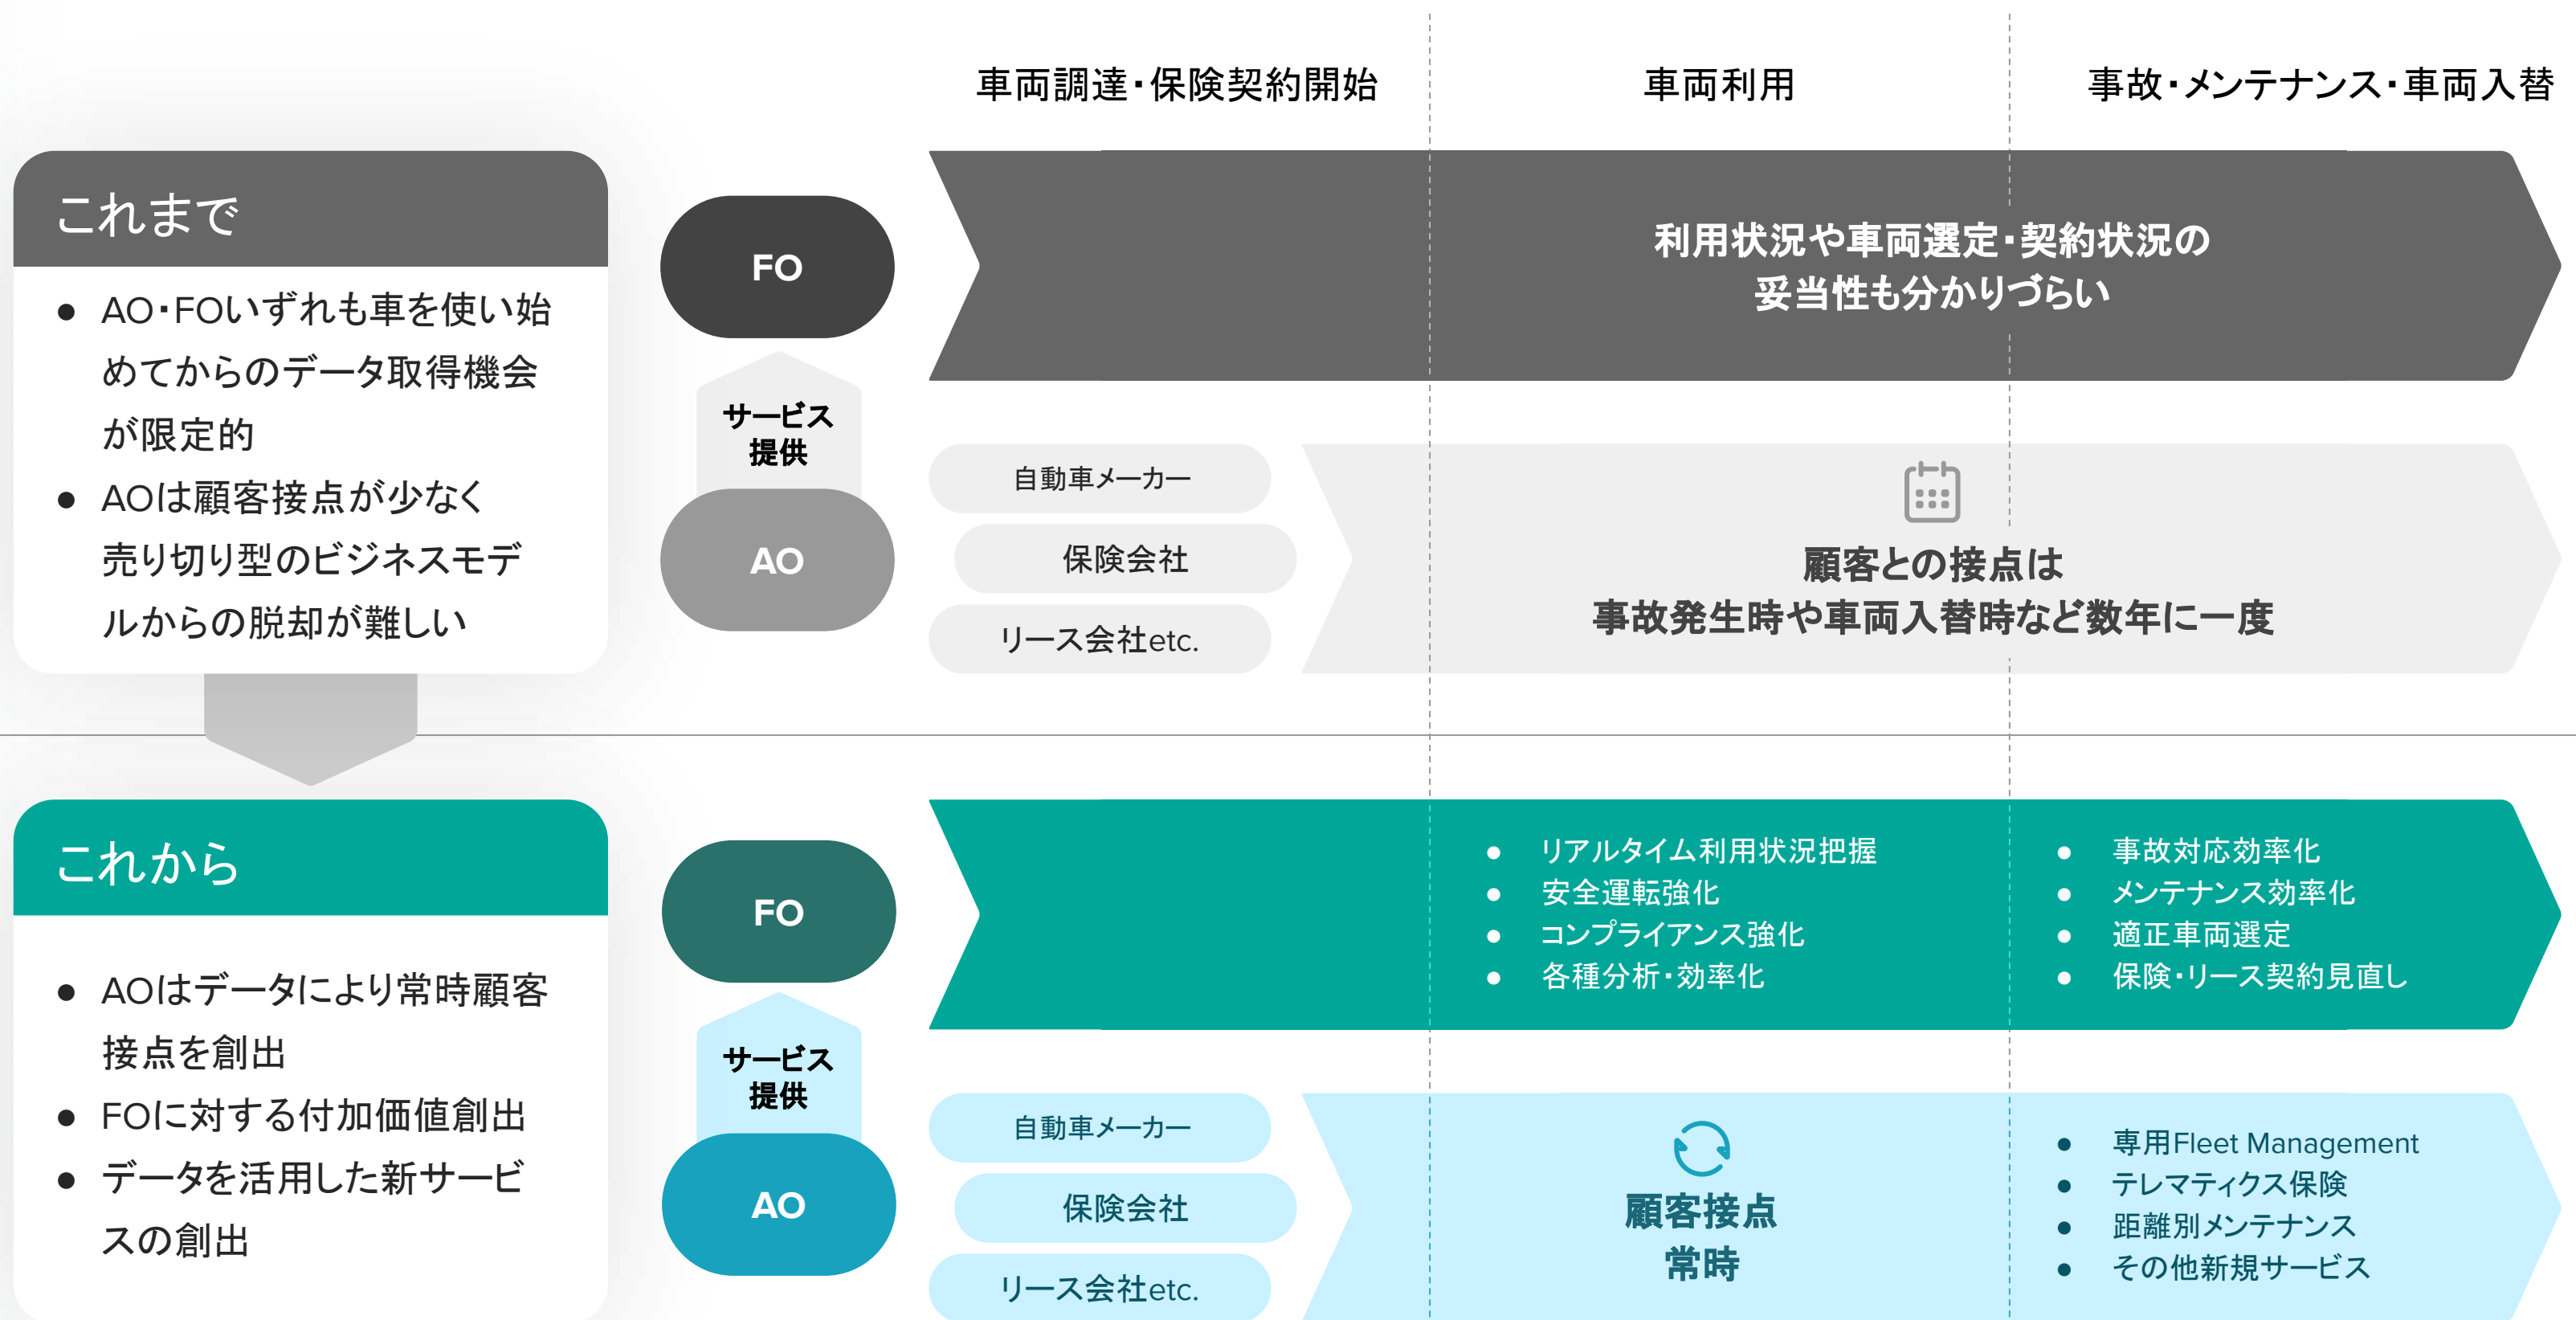 車両調達・保険契約開始
車両利用
事故・メンテナンス・車両入替
これまで
● AO・FOいずれも車を使い始
めてからのデータ取得機会
が限定的
● AOは顧客接点が少なく
売り切り型のビジネスモデ
ルからの脱却が難しい
FO
サービス
提供
AO
利用状況や車両選定・契約状況の
妥当性も分かりづらい
自動車メーカー
保険会社
リース会社etc.
顧客との接点は
事故発生時や車両入替時など数年に一度
これから
● AOはデータにより常時顧客
接点を創出
● FOに対する付加価値創出
● データを活用した新サービ
スの創出
FO
サービス
提供
AO
● リアルタイム利用状況把握
● 安全運転強化
● コンプライアンス強化
● 各種分析・効率化
● 事故対応効率化
● メンテナンス効率化
● 適正車両選定
● 保険・リース契約見直し
自動車メーカー
保険会社
リース会社etc.
顧客接点
常時
● 専用Fleet Management
● テレマティクス保険
● 距離別メンテナンス
● その他新規サービス